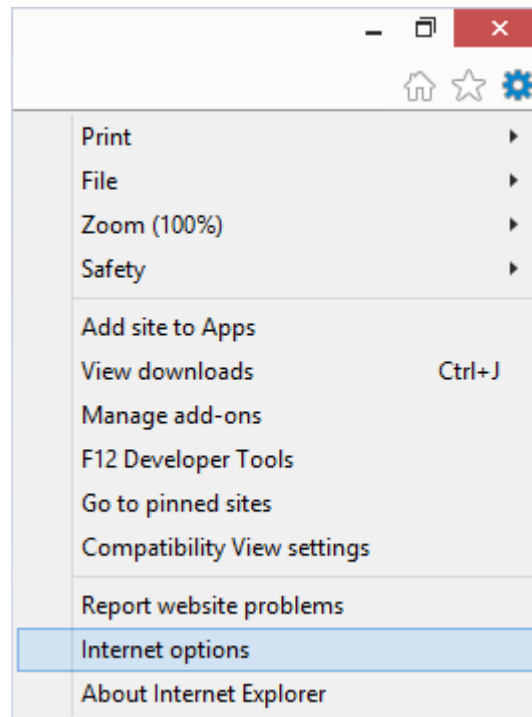 Print
File
Zoom (100%)
Safety
Add site to Apps
View downloads Ctrl+J
Manage add-ons
F12 Developer Tools
Go to pinned sites
Compatibility View settings
Report website problems
Internet options
About Internet Explorer